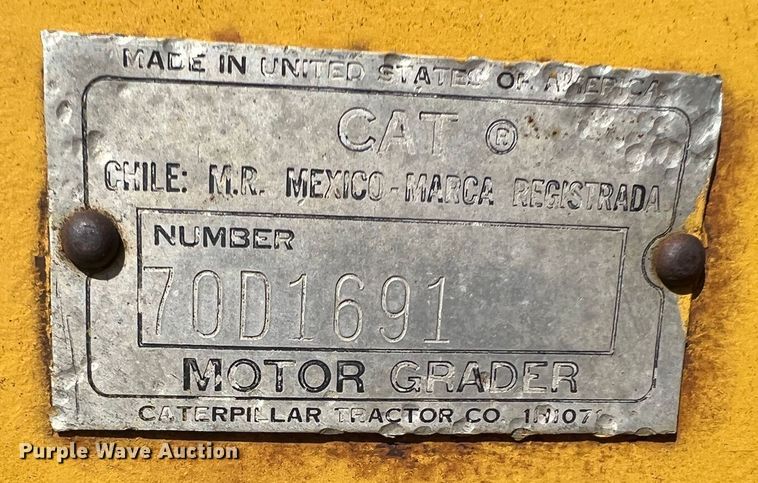 MADE IN UNITED STATES OF AMERICA
CAT ®
CHILE: M.R. MEXICO-MARCA REGISTRADA
NUMBER
70D1691
MOTOR GRADER
CATERPILLAR TRACTOR CO.
Purple Wave Auction